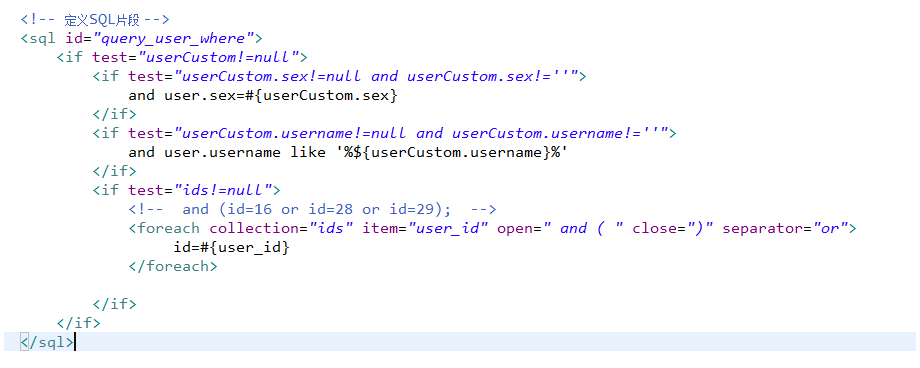 <!-- 定义SQL片段 -->
<sql id="query_user_where">
<if test="userCustom!=null">
<if test="userCustom.sex!=null and userCustom.sex!=''">
and user.sex=#{userCustom.sex}
</if>
<if test="userCustom.username!=null and userCustom.username!=''">
and user.username like '%${userCustom.username}%'
</if>
<if test="ids!=null">
<!--  and (id=16 or id=28 or id=29);  -->
<foreach collection="ids" item="user_id" open=" and ( " close=")" separator="or">
id=#{user_id}
</foreach>
</if>
</if>
</sql>